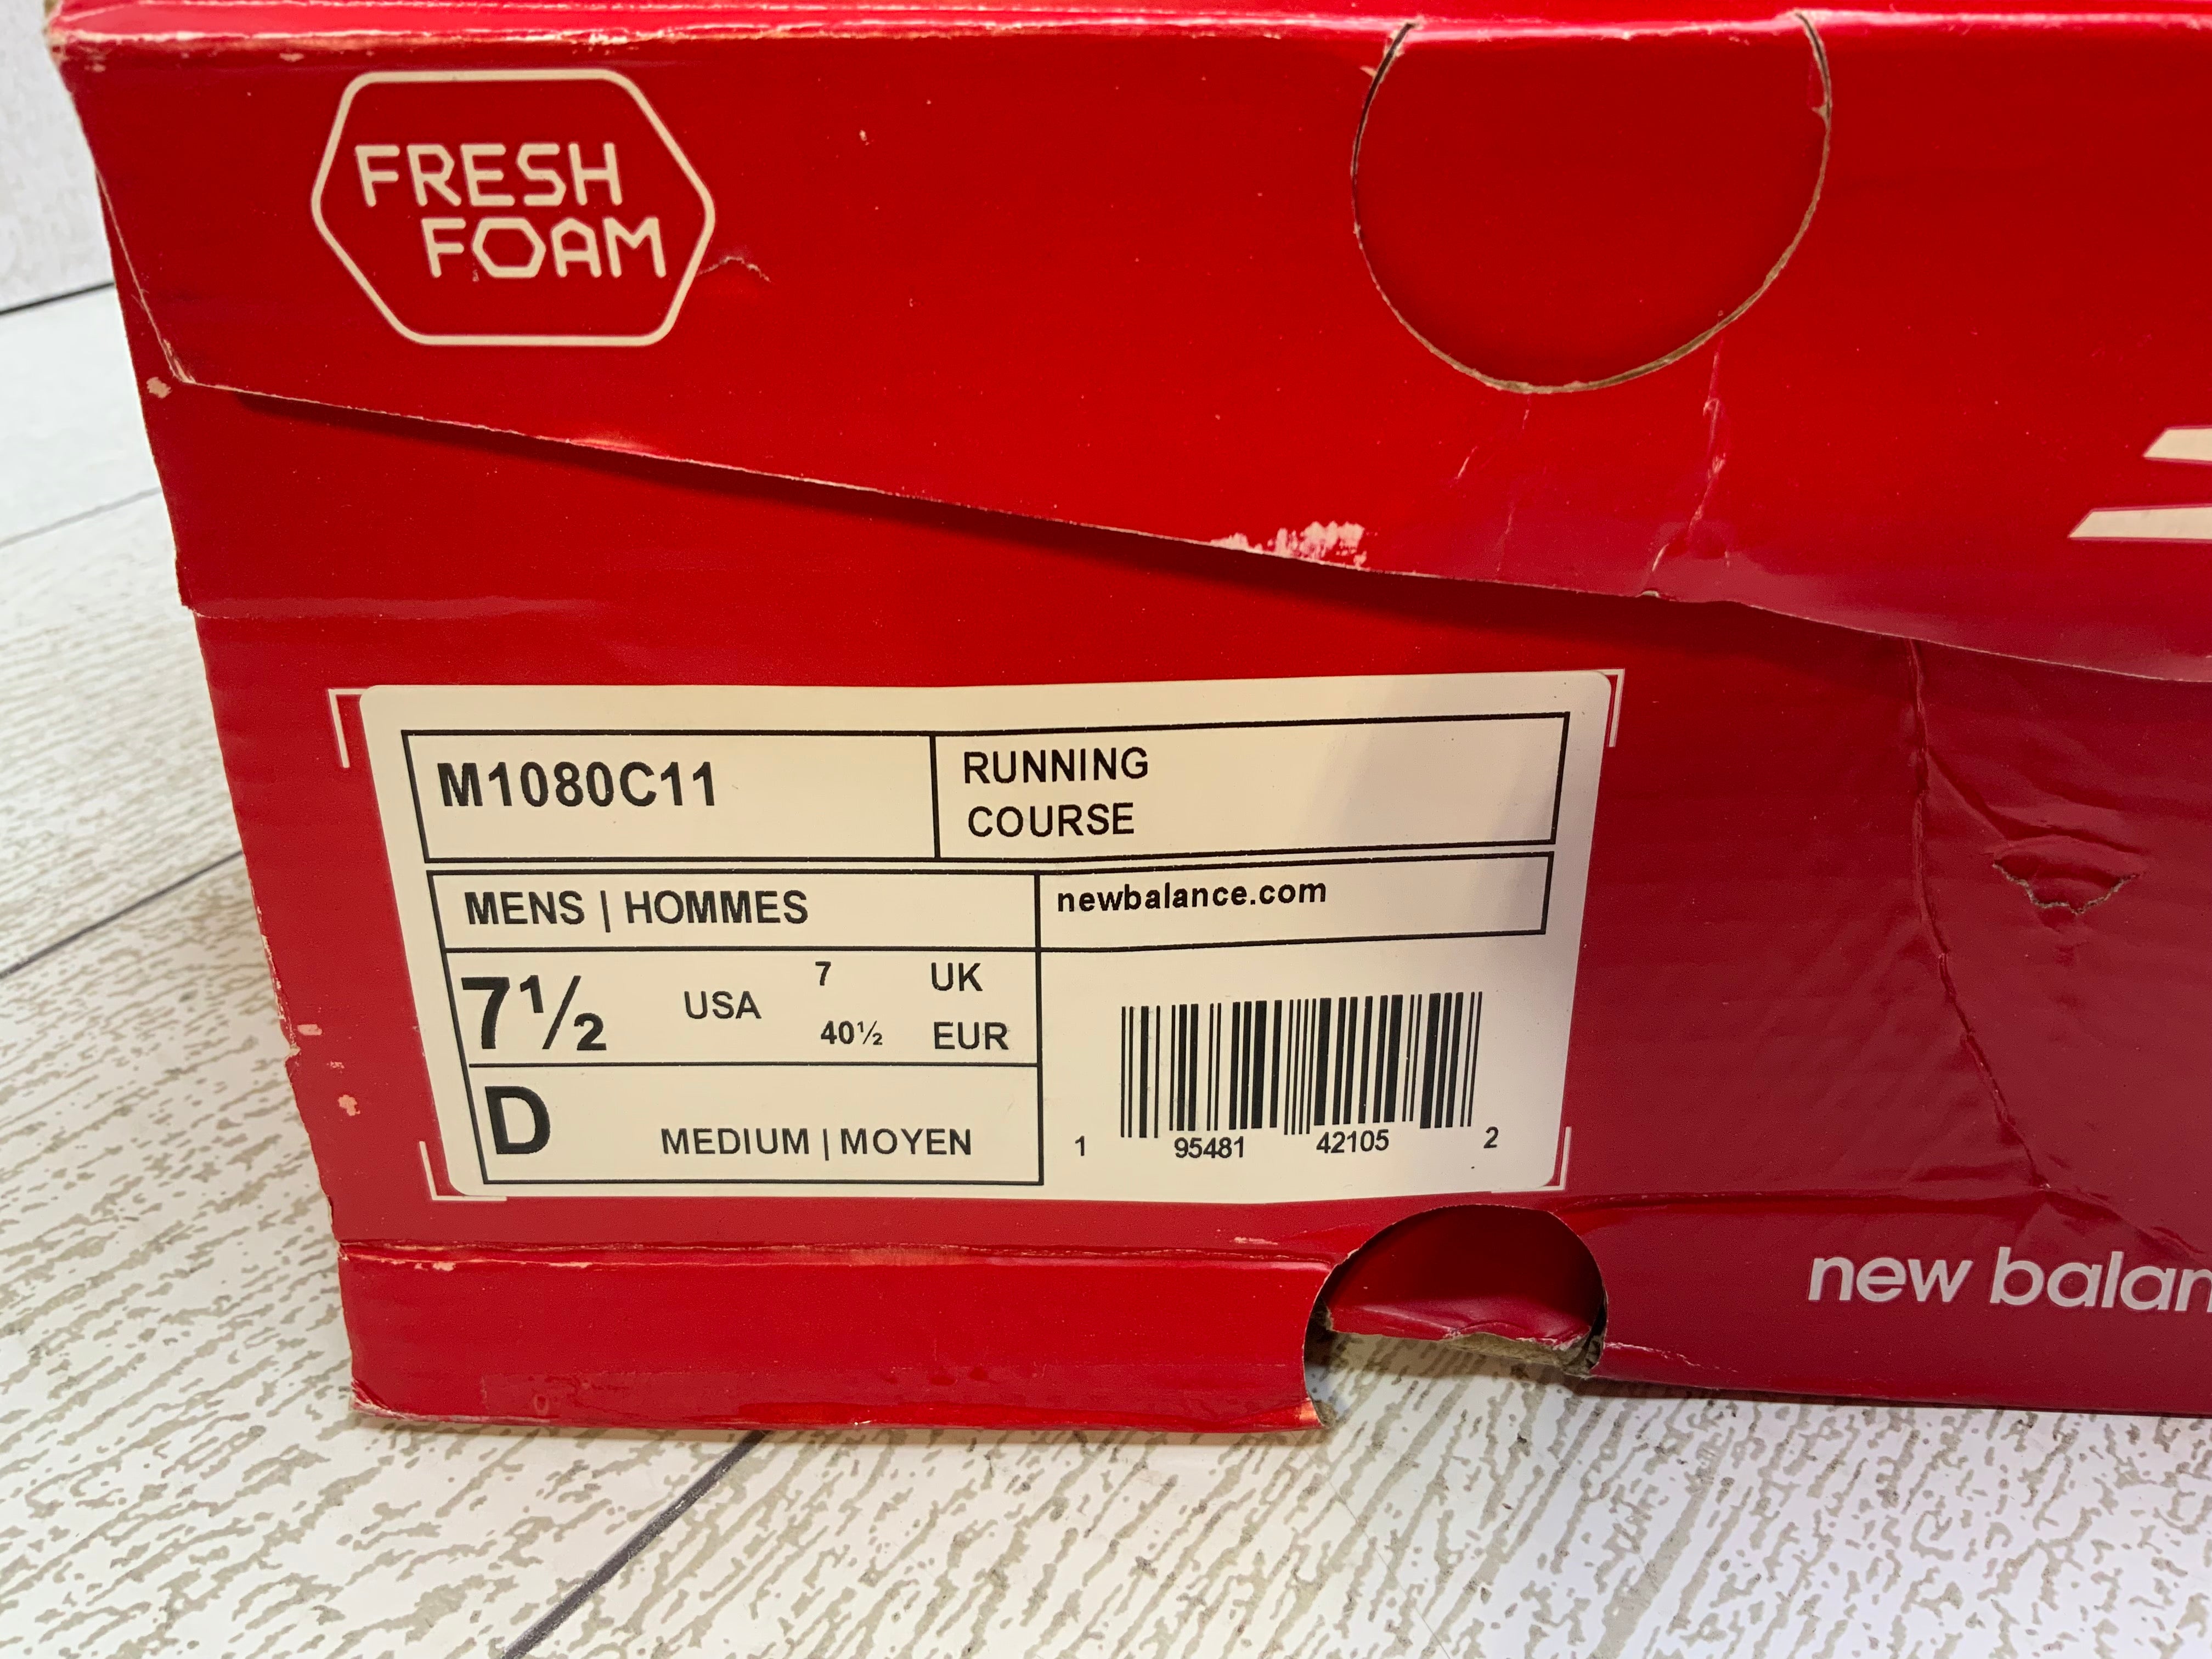 FRESH
FOAM
M1080C11
RUNNING
COURSE
MENS | HOMMES
newbalance.com
7½ USA 7 UK
40½ EUR
D MEDIUM | MOYEN
1 95481 42105 2
new balan